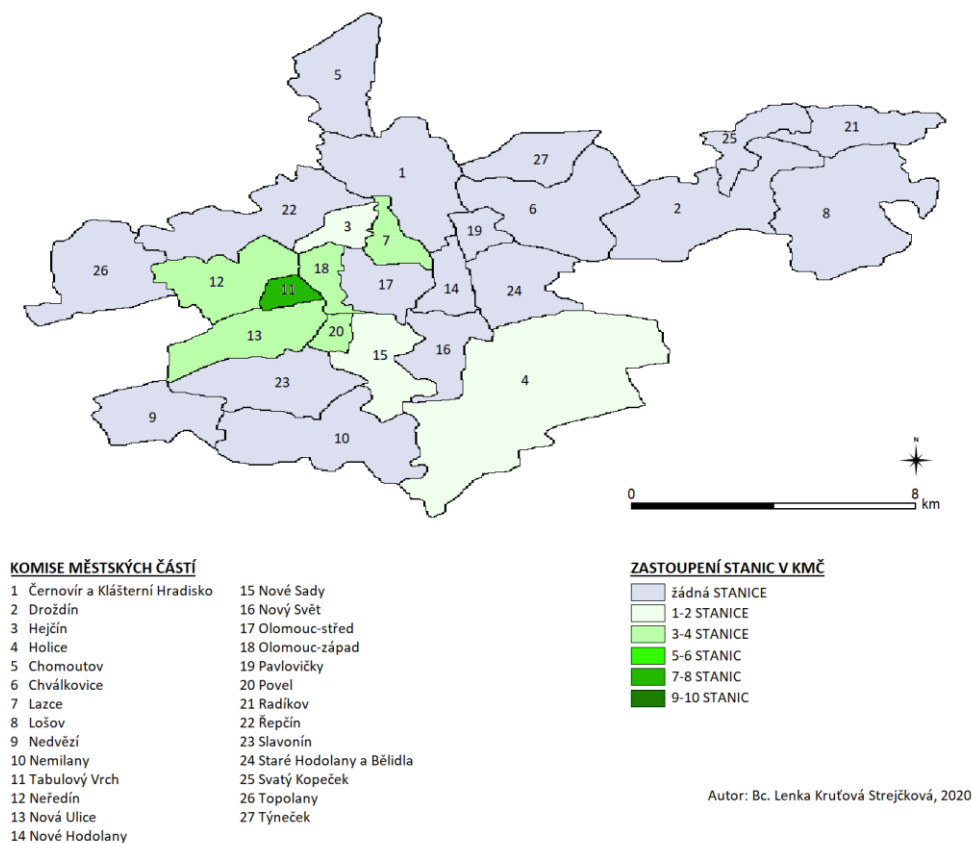 5
21
25
27
1
22
6
2
8
3
19
7
26
18
12
17
14
24
11
13
20
15
16
4
23
9
10
N
0 8
km
KOMISE MĚSTSKÝCH ČÁSTÍ
1 Černovír a Klášterní Hradisko
2 Droždín
3 Hejčín
4 Holice
5 Chomoutov
6 Chválkovice
7 Lazce
8 Lošov
9 Nedvězí
10 Nemilany
11 Tabulový Vrch
12 Neředín
13 Nová Ulice
14 Nové Hodolany
15 Nové Sady
16 Nový Svět
17 Olomouc-střed
18 Olomouc-západ
19 Pavlovičky
20 Povel
21 Radíkov
22 Řepčín
23 Slavonín
24 Staré Hodolany a Bělidla
25 Svatý Kopeček
26 Topolany
27 Týneček
ZASTOUPENÍ STANIC V KMČ
žádná STANICE
1-2 STANICE
3-4 STANICE
5-6 STANIC
7-8 STANIC
9-10 STANIC
Autor: Bc. Lenka Kruťová Strejčková, 2020